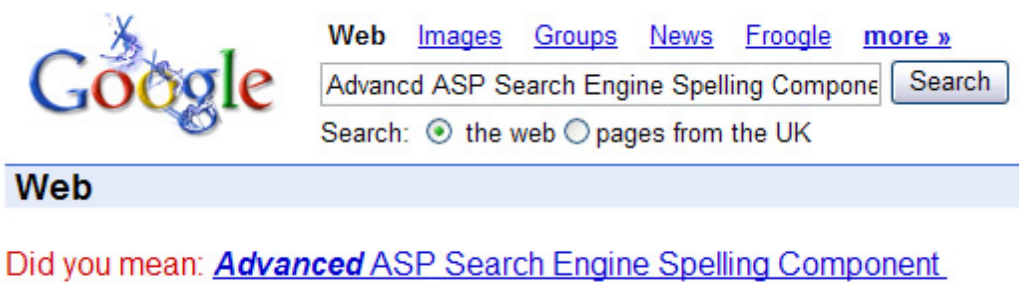 Google
Web Images Groups News Froogle more »
Advancd ASP Search Engine Spelling Compone Search
Search: the web pages from the UK
Web
Did you mean: Advanced ASP Search Engine Spelling Component